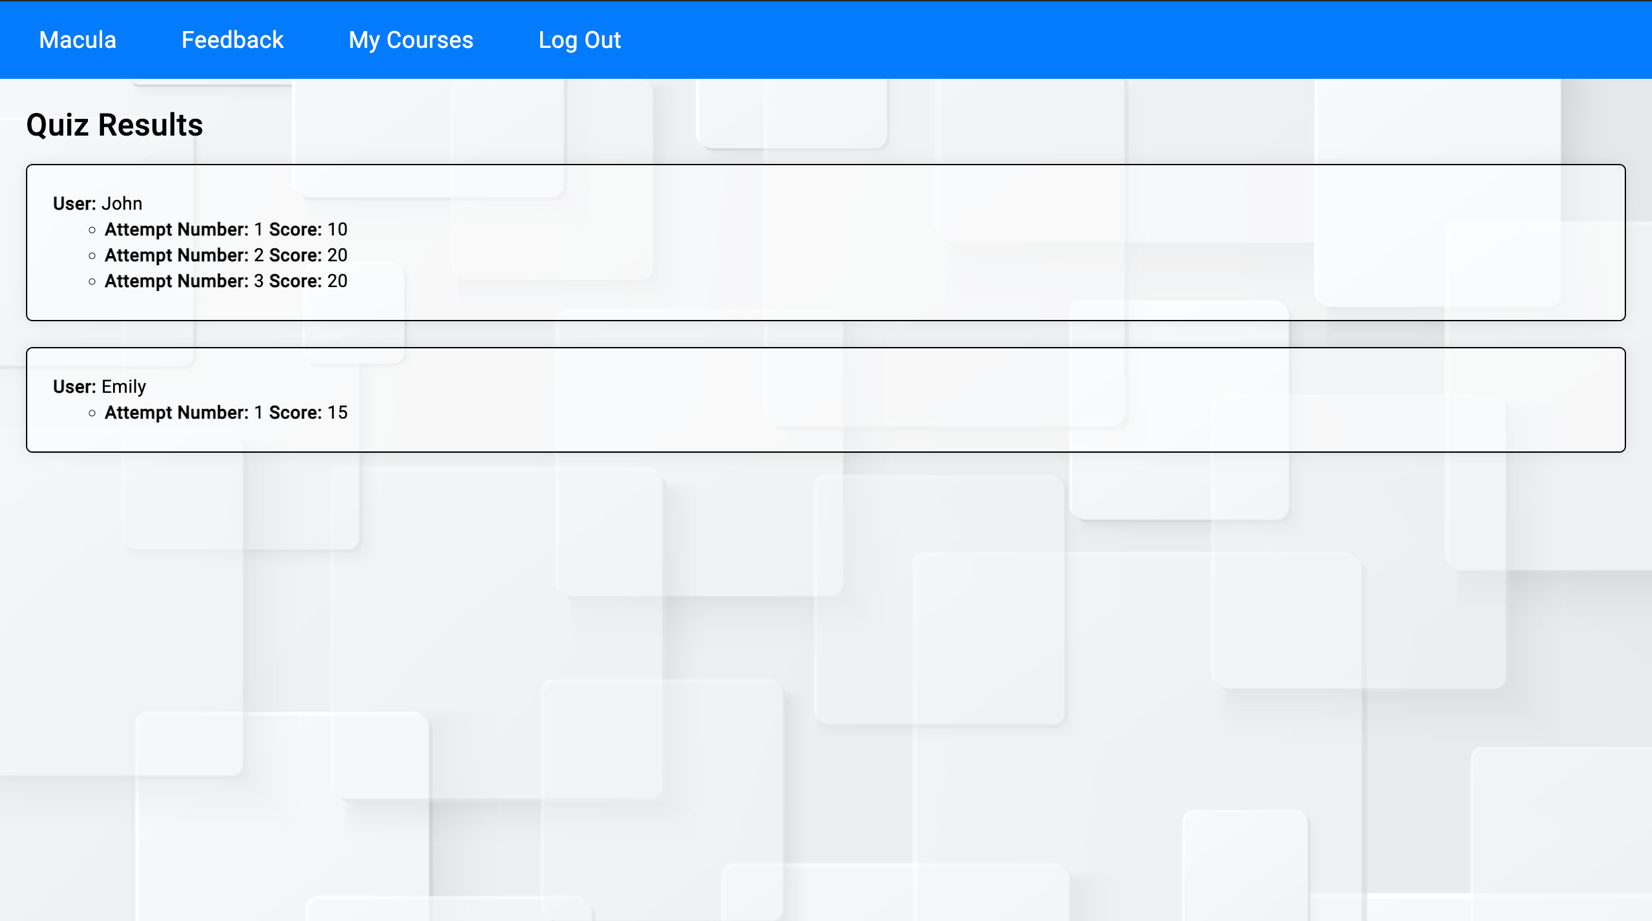 Macula Feedback My Courses Log Out
Quiz Results
User: John
Attempt Number: 1 Score: 10
Attempt Number: 2 Score: 20
Attempt Number: 3 Score: 20
User: Emily
Attempt Number: 1 Score: 15